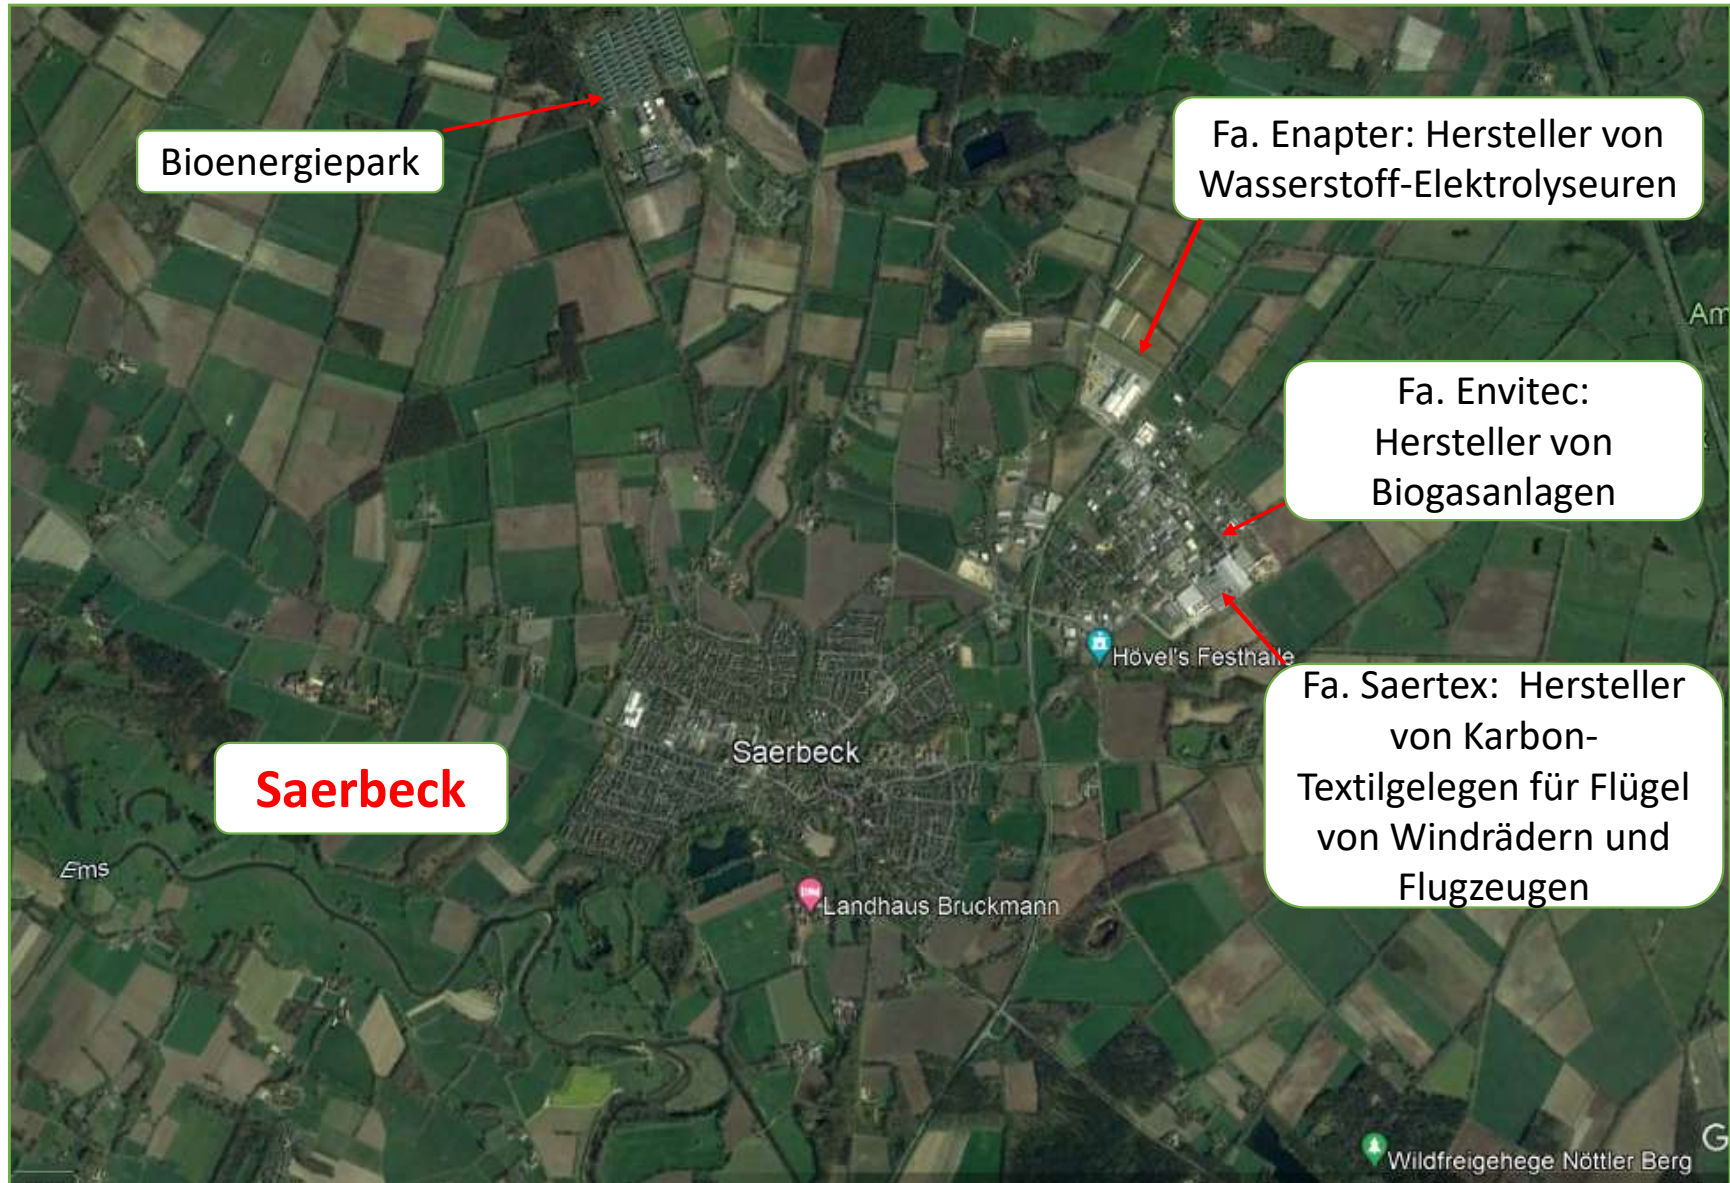 Bioenergiepark
Fa. Enapter: Hersteller von
Wasserstoff-Elektrolyseuren
Am
Fa. Envitec:
Hersteller von
Biogasanlagen
Hövel's Festhalle
Fa. Saertex:  Hersteller
von Karbon-
Textilgelegen für Flügel
von Windrädern und
Flugzeugen
Saerbeck
Saerbeck
Ems
Landhaus Bruckmann
Wildfreigehege Nöttler Berg
G